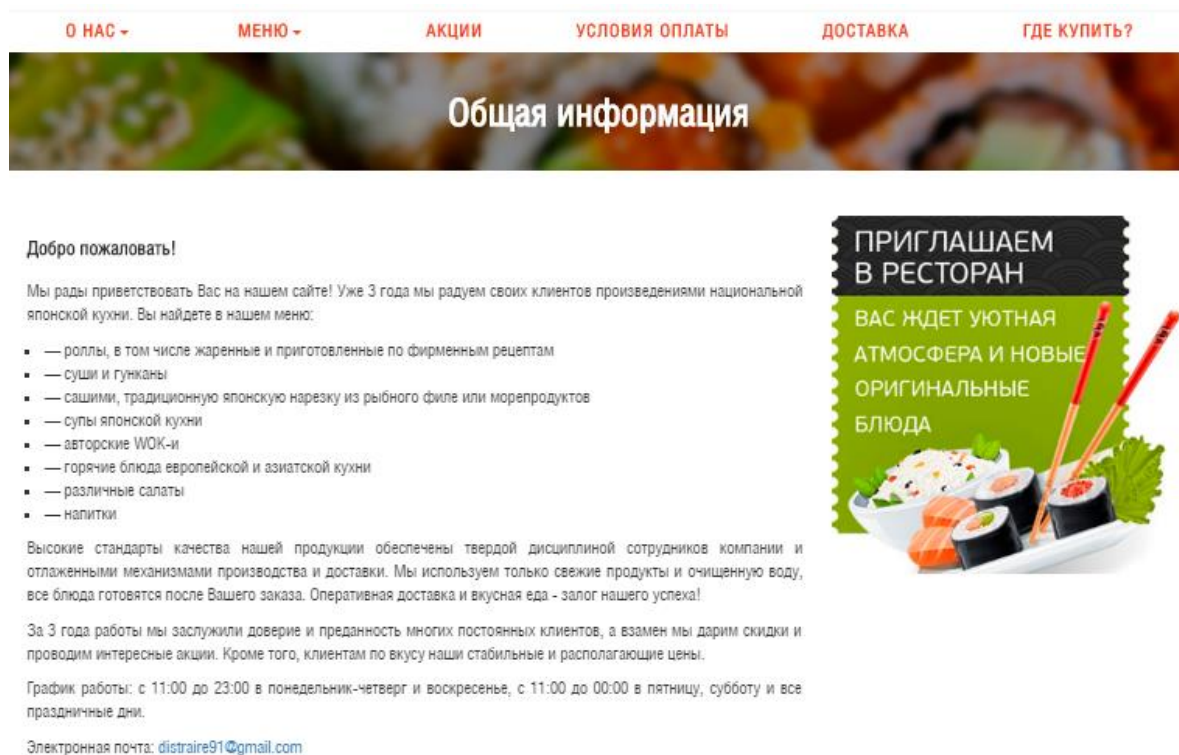 О НАС МЕНЮ АКЦИИ УСЛОВИЯ ОПЛАТЫ ДОСТАВКА ГДЕ КУПИТЬ?
Общая информация
Добро пожаловать!
Мы рады приветствовать Вас на нашем сайте! Уже 3 года мы радуем своих клиентов произведениями национальной
японской кухни. Вы найдете в нашем меню:
▪ — роллы, в том числе жаренные и приготовленные по фирменным рецептам
▪ — суши и гунканы
▪ — сашими, традиционную японскую нарезку из рыбного филе или морепродуктов
▪ — супы японской кухни
▪ — авторские WOK-и
▪ — горячие блюда европейской и азиатской кухни
▪ — различные салаты
▪ — напитки
Высокие стандарты качества нашей продукции обеспечены твердой дисциплиной сотрудников компании и
отлаженными механизмами производства и доставки. Мы используем только свежие продукты и очищенную воду,
все блюда готовятся после Вашего заказа. Оперативная доставка и вкусная еда - залог нашего успеха!
За 3 года работы мы заслужили доверие и преданность многих постоянных клиентов, а взамен мы дарим скидки и
проводим интересные акции. Кроме того, клиентам по вкусу наши стабильные и располагающие цены.
График работы: с 11:00 до 23:00 в понедельник-четверг и воскресенье, с 11:00 до 00:00 в пятницу, субботу и все
праздничные дни.
Электронная почта: distraire91@gmail.com
ПРИГЛАШАЕМ
В РЕСТОРАН
ВАС ЖДЕТ УЮТНАЯ
АТМОСФЕРА И НОВЫЕ
ОРИГИНАЛЬНЫЕ
БЛЮДА